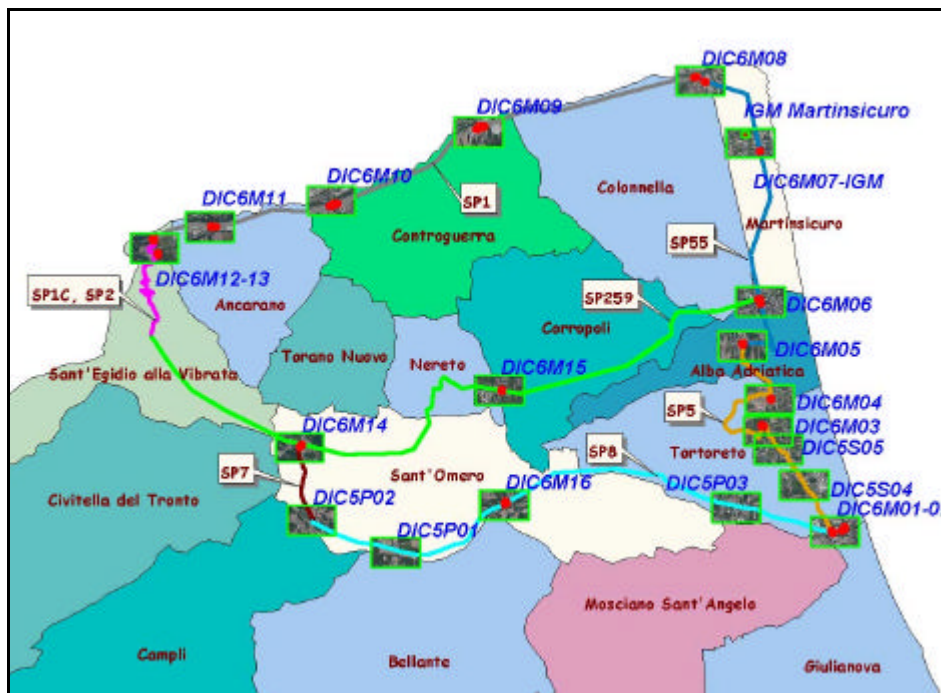 DIC6M08
DIC6M09
IGM Martinsicuro
DIC6M10
DIC6M11
SP1
Colonnella
DIC6M07-IGM
Martinsicuro
Controguerra
SP55
DIC6M12-13
SP1C, SP2
Ancarano
SP259
DIC6M06
Corropoli
Torano Nuovo
Nereto
DIC6M05
Sant'Egidio alla Vibrata
Alba Adriatica
DIC6M15
DIC6M04
SP5
DIC6M03
DIC6M14
DIC5S05
Tortoreto
SP8
SP7
Sant'Omero
DIC6M16
DIC5P03
DIC5S04
Civitella del Tronto
DIC5P02
DIC6M01-0
DIC5P01
Mosciano Sant'Angelo
Campli
Bellante
Giulianova